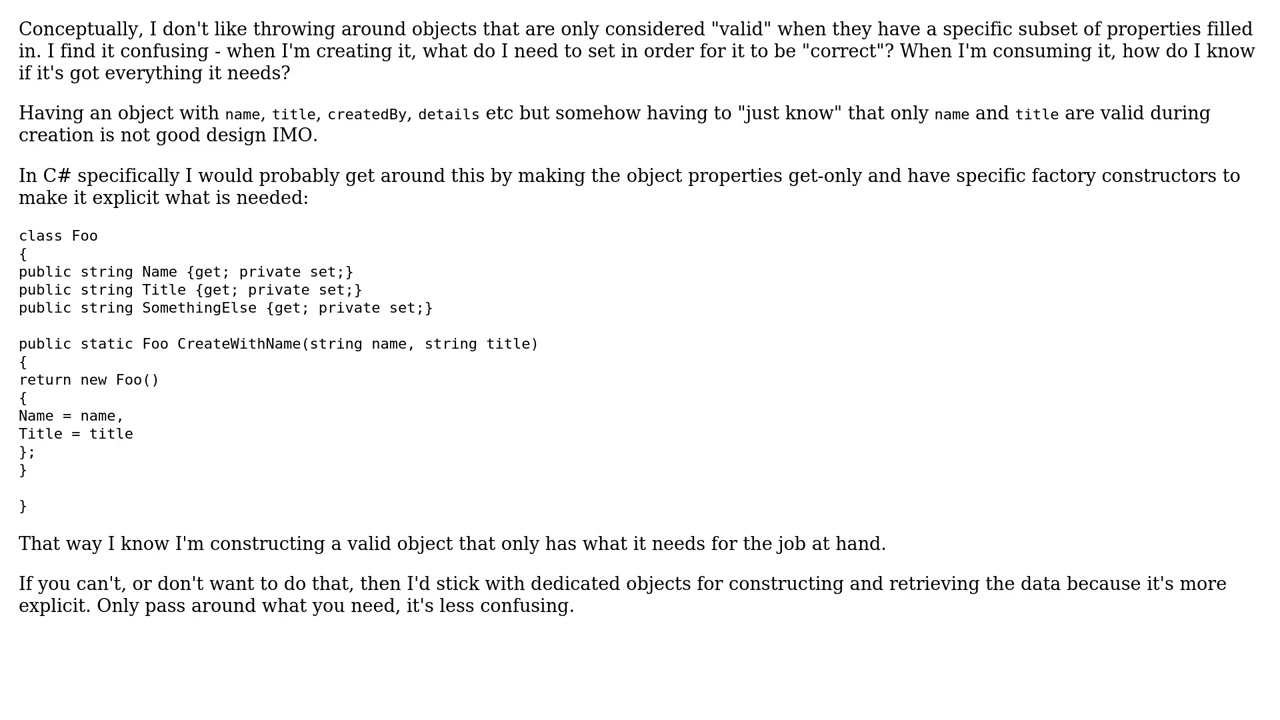 Conceptually, I don't like throwing around objects that are only considered "valid" when they have a specific subset of properties filled
in. I find it confusing - when I'm creating it, what do I need to set in order for it to be "correct"? When I'm consuming it, how do I know
if it's got everything it needs?
Having an object with name, title, createdBy, details etc but somehow having to "just know" that only name and title are valid during
creation is not good design IMO.
In C# specifically I would probably get around this by making the object properties get-only and have specific factory constructors to
make it explicit what is needed:
class Foo
{
public string Name {get; private set;}
public string Title {get; private set;}
public string SomethingElse {get; private set;}
public static Foo CreateWithName(string name, string title)
{
return new Foo()
{
Name = name,
Title = title
};
}
}
That way I know I'm constructing a valid object that only has what it needs for the job at hand.
If you can't, or don't want to do that, then I'd stick with dedicated objects for constructing and retrieving the data because it's more
explicit. Only pass around what you need, it's less confusing.